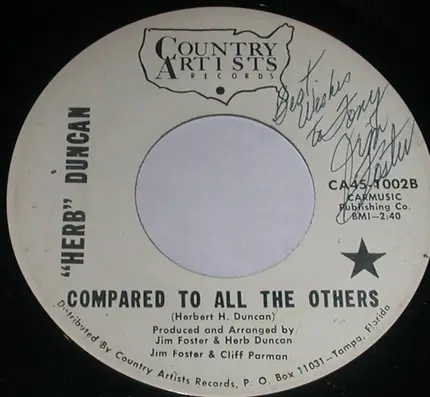 COUNTRY
ARTISTS
RECORDS
Best Wishes
to Tony
Jim Foster
"HERB" DUNCAN
CA45-1002B
CARMUSIC
Publishing Co.
BMI-2:40
COMPARED TO ALL THE OTHERS
(Herbert H. Duncan)
Produced and Arranged by
Jim Foster & Herb Duncan
Jim Foster & Cliff Parman
Distributed By Country Artists Records, P. O. Box 11031-Tampa, Florida